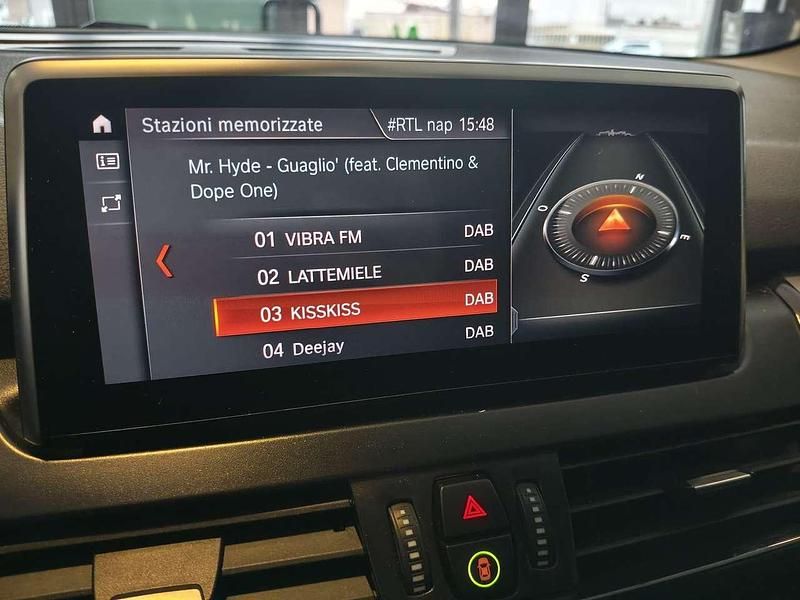 Stazioni memorizzate
#RTL nap 15:48
Mr. Hyde - Guaglio' (feat. Clementino &
Dope One)
01 VIBRA FM DAB
02 LATTEMIELE DAB
03 KISSKISS DAB
04 Deejay DAB
N
O
E
S